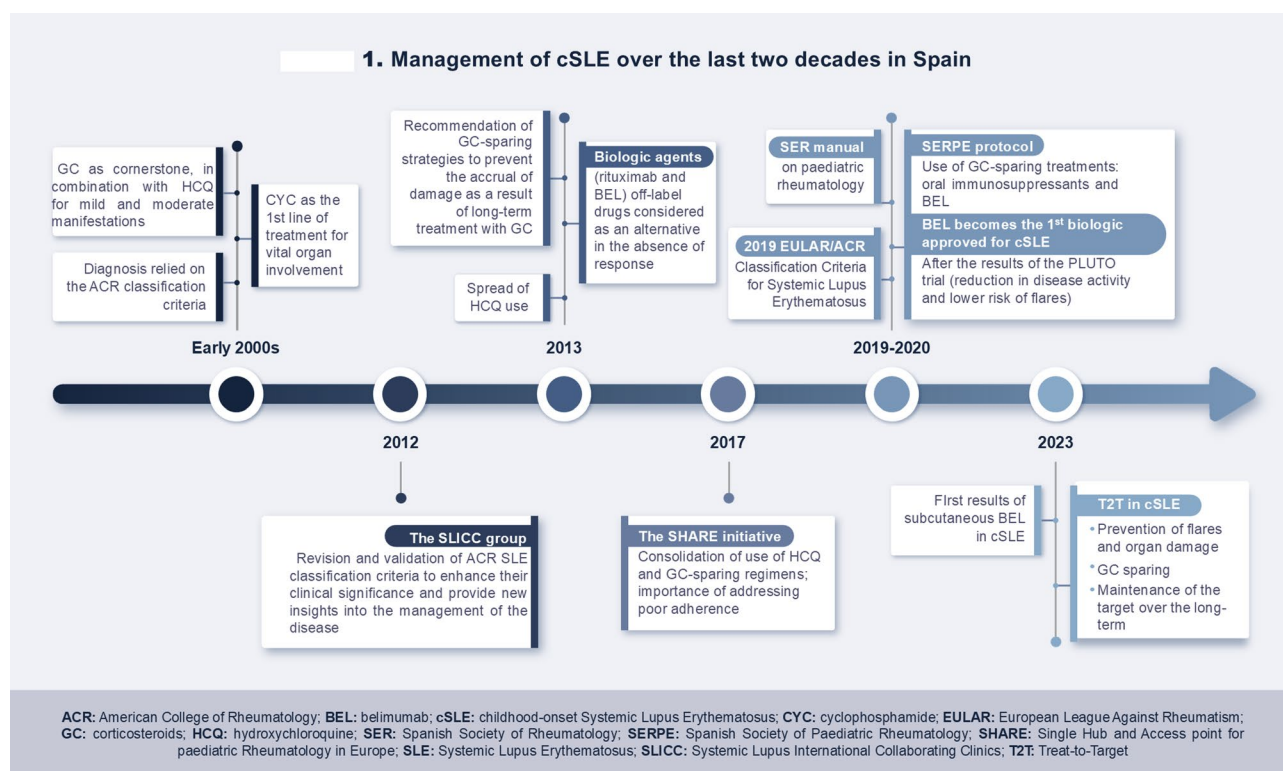 1. Management of cSLE over the last two decades in Spain
GC as cornerstone, in
combination with HCQ
for mild and moderate
manifestations
CYC as the
1st line of
treatment for
vital organ
involvement
Diagnosis relied on
the ACR classification
criteria
Early 2000s
Recommendation of
GC-sparing
strategies to prevent
the accrual of
damage as a result
of long-term
treatment with GC
Biologic agents
(rituximab and
BEL) off-label
drugs considered
as an alternative
in the absence of
response
Spread of
HCQ use
2013
SER manual
on paediatric
rheumatology
2019 EULAR/ACR
Classification Criteria
for Systemic Lupus
Erythematosus
SERPE protocol
Use of GC-sparing treatments:
oral immunosuppressants and
BEL
BEL becomes the 1st biologic
approved for cSLE
After the results of the PLUTO
trial (reduction in disease activity
and lower risk of flares)
2019-2020
2012
The SLICC group
Revision and validation of ACR SLE
classification criteria to enhance their
clinical significance and provide new
insights into the management of the
disease
2017
The SHARE initiative
Consolidation of use of HCQ
and GC-sparing regimens;
importance of addressing
poor adherence
2023
FIrst results of
subcutaneous BEL
in cSLE
T2T in cSLE
• Prevention of flares
and organ damage
• GC sparing
• Maintenance of the
target over the long-
term
ACR: American College of Rheumatology; BEL: belimumab; cSLE: childhood-onset Systemic Lupus Erythematosus; CYC: cyclophosphamide; EULAR: European League Against Rheumatism;
GC: corticosteroids; HCQ: hydroxychloroquine; SER: Spanish Society of Rheumatology; SERPE: Spanish Society of Paediatric Rheumatology; SHARE: Single Hub and Access point for
paediatric Rheumatology in Europe; SLE: Systemic Lupus Erythematosus; SLICC: Systemic Lupus International Collaborating Clinics; T2T: Treat-to-Target